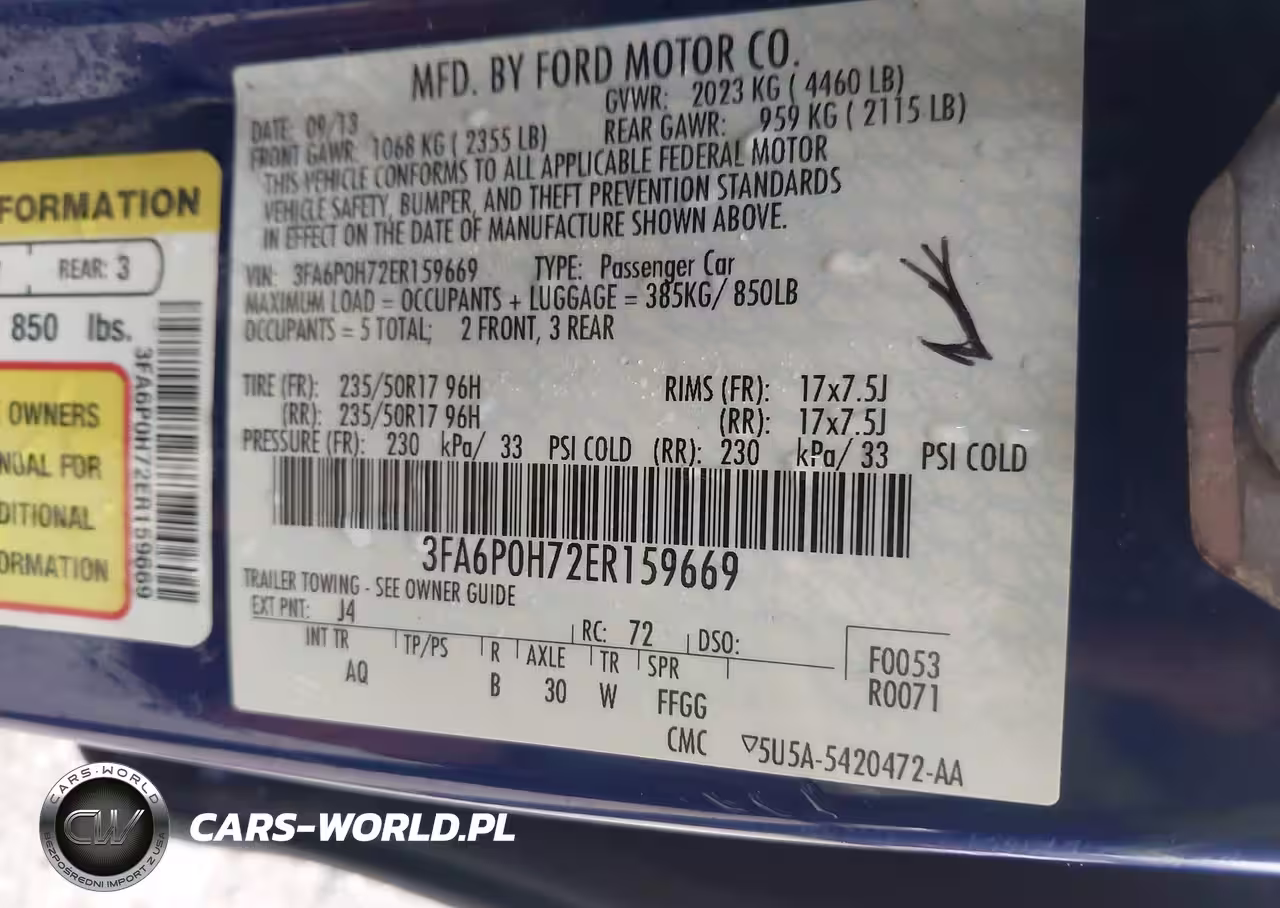 MFD. BY FORD MOTOR CO.
DATE: 09/13 GVWR: 2023 KG ( 4460 LB)
FRONT GAWR: 1068 KG ( 2355 LB) REAR GAWR: 959 KG ( 2115 LB)
THIS VEHICLE CONFORMS TO ALL APPLICABLE FEDERAL MOTOR
VEHICLE SAFETY, BUMPER, AND THEFT PREVENTION STANDARDS
IN EFFECT ON THE DATE OF MANUFACTURE SHOWN ABOVE.
VIN: 3FA6P0H72ER159669 TYPE: Passenger Car
MAXIMUM LOAD = OCCUPANTS + LUGGAGE = 385KG/ 850LB
OCCUPANTS = 5 TOTAL; 2 FRONT, 3 REAR
TIRE (FR): 235/50R17 96H RIMS (FR): 17x7.5J
(RR): 235/50R17 96H (RR): 17x7.5J
PRESSURE (FR): 230 kPa/ 33 PSI COLD (RR): 230 kPa/ 33 PSI COLD
3FA6P0H72ER159669
TRAILER TOWING - SEE OWNER GUIDE
EXT PNT: J4 RC: 72 DSO:
INT TR TP/PS R AXLE TR SPR
AQ B 30 W FFGG
CMC
F0053
R0071
▽5U5A-5420472-AA
FORMATION
REAR: 3
850 lbs.
3FA6P0H72ER159669
OWNERS
NUAL FOR
DITIONAL
ORMATION
CARS-WORLD
CW
BEZPOŚREDNI IMPORT Z USA
CARS-WORLD.PL